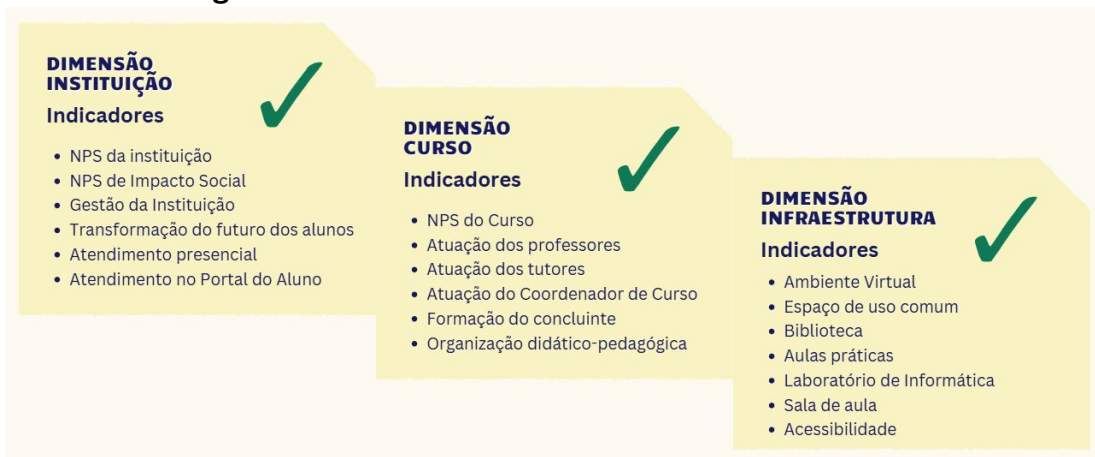 DIMENSÃO
INSTITUIÇÃO
Indicadores
• NPS da instituição
• NPS de Impacto Social
• Gestão da Instituição
• Transformação do futuro dos alunos
• Atendimento presencial
• Atendimento no Portal do Aluno
DIMENSÃO
CURSO
Indicadores
• NPS do Curso
• Atuação dos professores
• Atuação dos tutores
• Atuação do Coordenador de Curso
• Formação do concluinte
• Organização didático-pedagógica
DIMENSÃO
INFRAESTRUTURA
Indicadores
• Ambiente Virtual
• Espaço de uso comum
• Biblioteca
• Aulas práticas
• Laboratório de Informática
• Sala de aula
• Acessibilidade